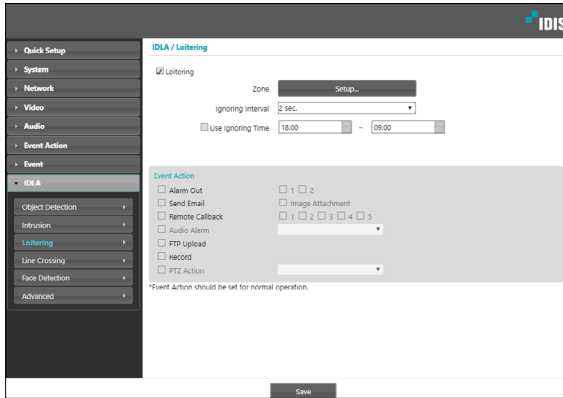 IDIS
Quick Setup
System
Network
Video
Audio
Event Action
Event
IDLA
Object Detection
Intrusion
Loitering
Line Crossing
Face Detection
Advanced
IDLA / Loitering
Loitering
Zone Setup...
Ignoring Interval 2 sec.
Use Ignoring Time 18:00 ~ 09:00
Event Action
Alarm Out 1 2
Send Email Image Attachment
Remote Callback 1 2 3 4 5
Audio Alarm
FTP Upload
Record
PTZ Action
*Event Action should be set for normal operation.
Save